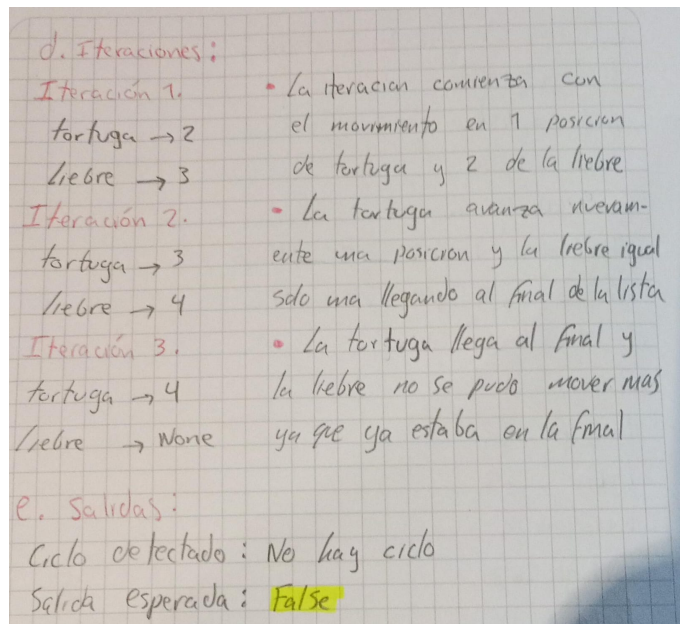 d. Iteraciones:
Iteración 1.
tortuga → 2
liebre → 3
Iteración 2.
tortuga → 3
liebre → 4
Iteración 3.
tortuga → 4
liebre → None
• La iteracion comienza con
el movimiento en 1 posicion
de tortuga y 2 de la liebre
• La tortuga avanza nuevam-
ente una posicion y la liebre igual
solo una llegando al final de la lista
• La tortuga llega al final y
la liebre no se pudo mover mas
ya que ya estaba en la final
e. Salidas:
Ciclo detectado: No hay ciclo
Salida esperada: False